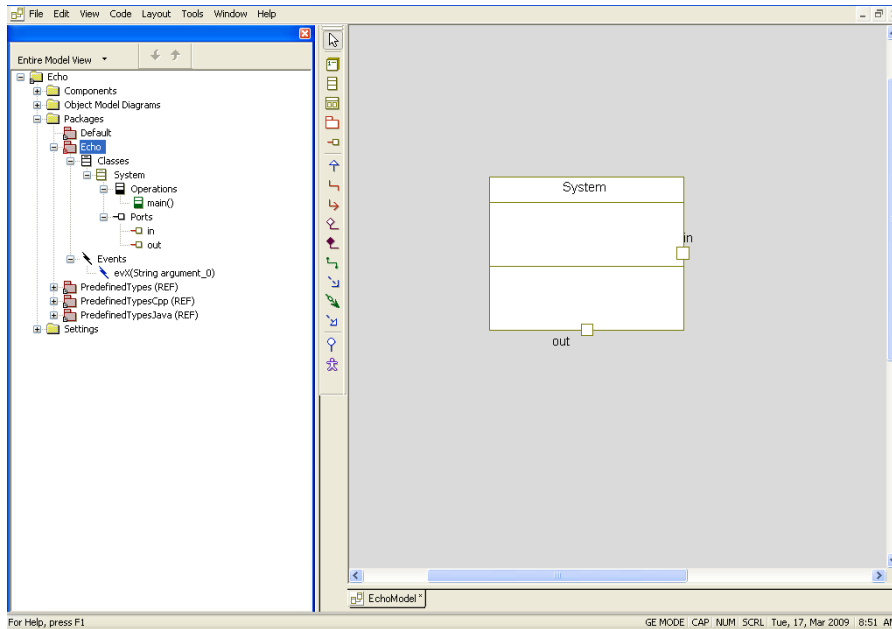 File Edit View Code Layout Tools Window Help
Entire Model View
Echo
Components
Object Model Diagrams
Packages
Default
Echo
Classes
System
Operations
main()
Ports
in
out
Events
evX(String argument_0)
PredefinedTypes (REF)
PredefinedTypesCpp (REF)
PredefinedTypesJava (REF)
Settings
System
in
out
EchoModel *
For Help, press F1
GE MODE CAP NUM SCRL Tue, 17, Mar 2009 8:51 AM